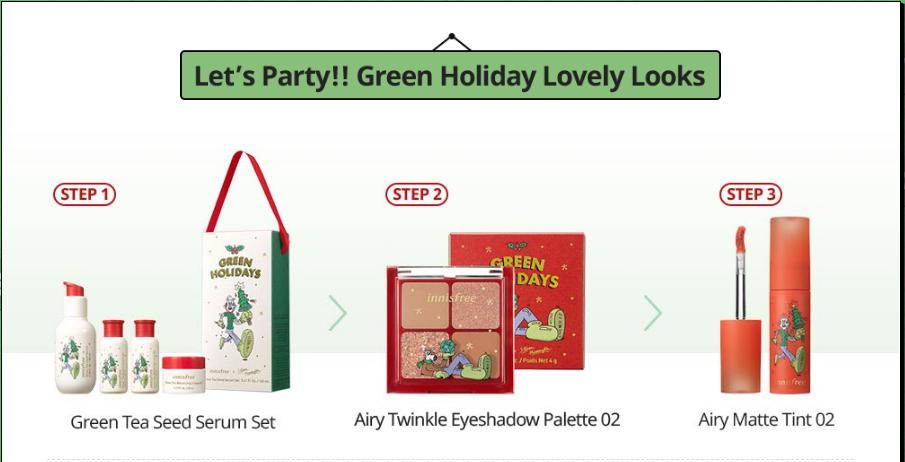 Let’s Party!! Green Holiday Lovely Looks
STEP 1
STEP 2
STEP 3
GREEN
HOLIDAYS
innisfree
GREEN
innisfree
innisfree
Green Tea Seed Serum Set
Airy Twinkle Eyeshadow Palette 02
Airy Matte Tint 02